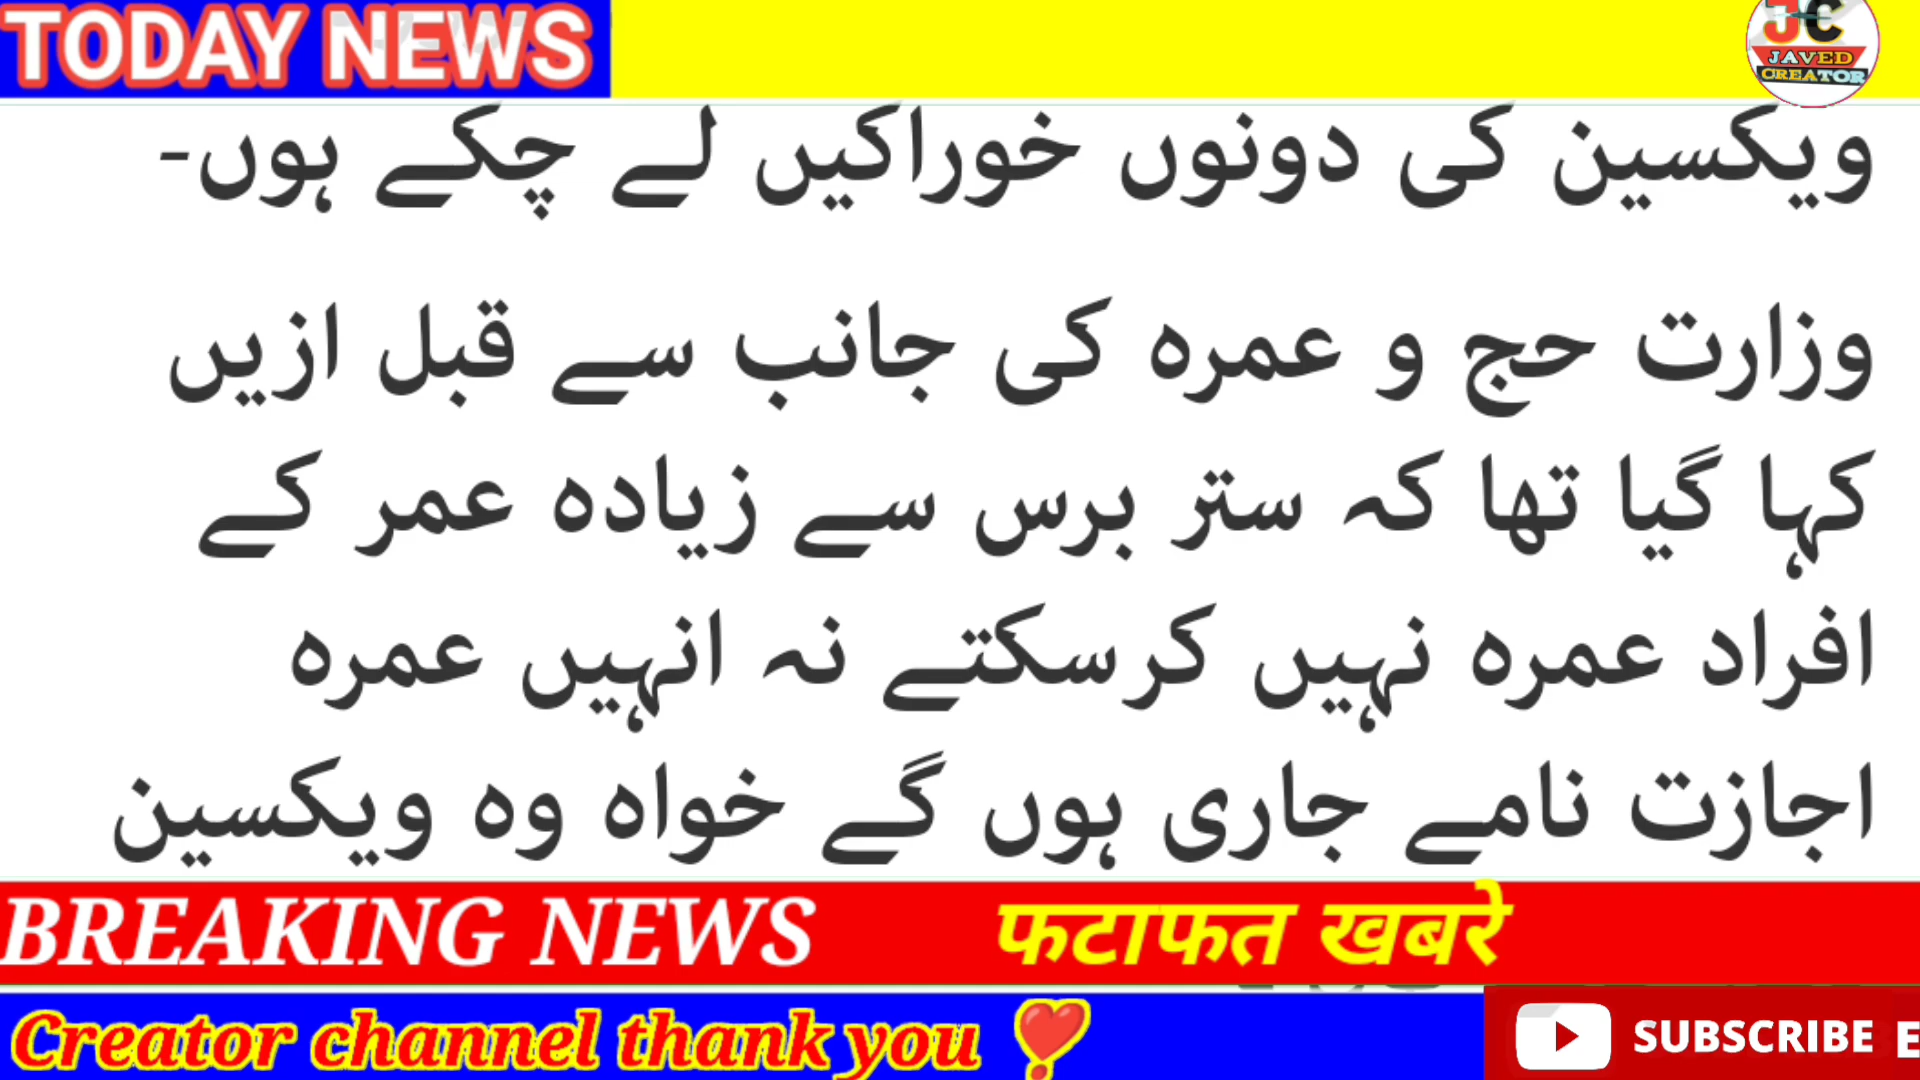 TODAY NEWS
JC
JAVED
CREATOR
ویکسین کی دونوں خوراکیں لے چکے ہوں۔
وزارت حج و عمرہ کی جانب سے قبل ازیں
کہا گیا تھا کہ ستر برس سے زیادہ عمر کے
افراد عمرہ نہیں کرسکتے نہ انہیں عمرہ
اجازت نامے جاری ہوں گے خواہ وہ ویکسین
BREAKING NEWS फटाफत खबरे
Creator channel thank you ❣️
SUBSCRIBE